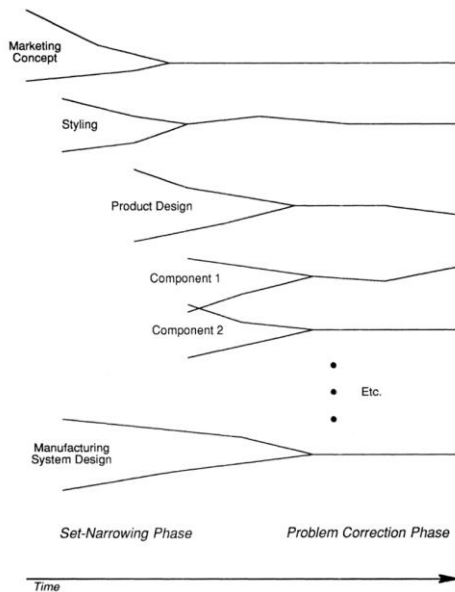 Marketing
Concept
Styling
Product Design
Component 1
Component 2
Etc.
Manufacturing
System Design
Set-Narrowing Phase
Problem Correction Phase
Time